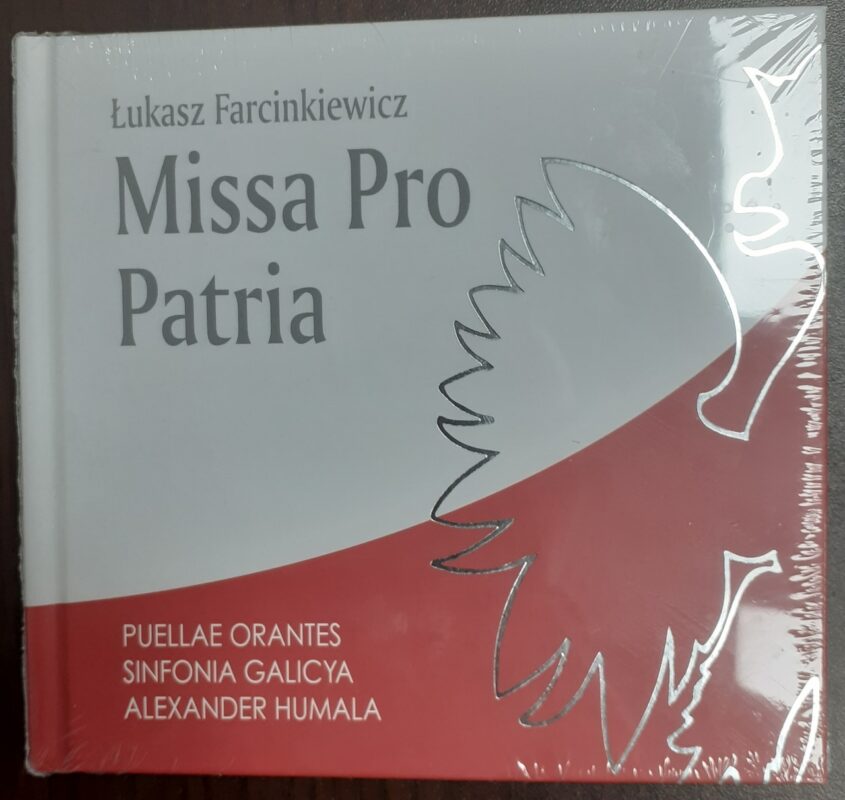 Łukasz Farcinkiewicz
Missa Pro
Patria
PUELLAE ORANTES
SINFONIA GALICYA
ALEXANDER HUMALA